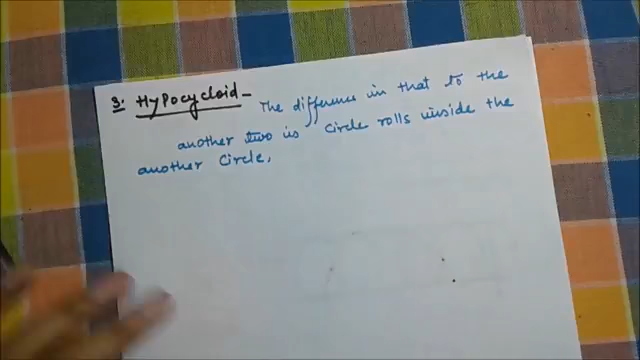 3. HyPocycloid - The difference in that to the
another two is circle rolls inside the
another Circle,